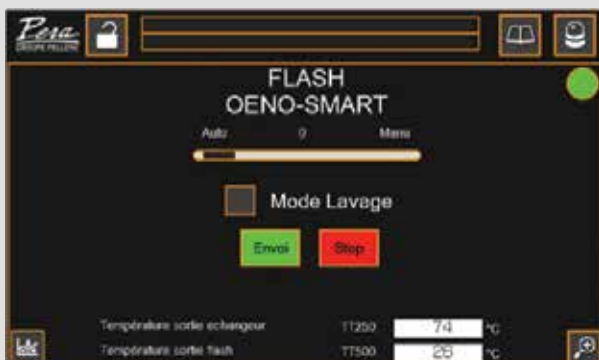 Pera
GROUPE PELLENC
FLASH
OENO-SMART
Auto 0 Manu
Mode Lavage
Envoi Stop
Température sortie echangeur TT250 74 °C
Température sortie flash TT500 26 °C